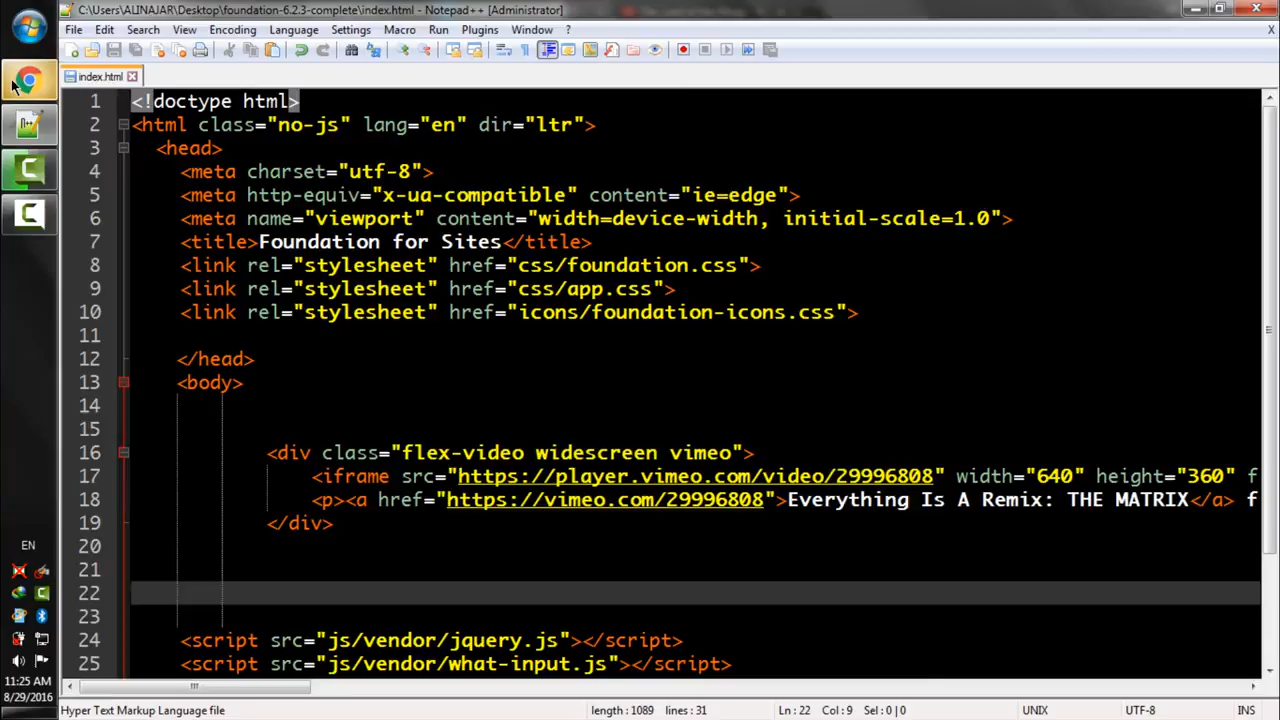 C:\Users\ALINAJAR\Desktop\foundation-6.2.3-complete\index.html - Notepad++ [Administrator]
File Edit Search View Encoding Language Settings Macro Run Plugins Window ? X
index.html
1 <!doctype html>
2 <html class="no-js" lang="en" dir="ltr">
3 <head>
4 <meta charset="utf-8">
5 <meta http-equiv="x-ua-compatible" content="ie=edge">
6 <meta name="viewport" content="width=device-width, initial-scale=1.0">
7 <title>Foundation for Sites</title>
8 <link rel="stylesheet" href="css/foundation.css">
9 <link rel="stylesheet" href="css/app.css">
10 <link rel="stylesheet" href="icons/foundation-icons.css">
11
12 </head>
13 <body>
14
15
16 <div class="flex-video widescreen vimeo">
17 <iframe src="https://player.vimeo.com/video/29996808" width="640" height="360" f
18 <p><a href="https://vimeo.com/29996808">Everything Is A Remix: THE MATRIX</a> f
19 </div>
20
21
22
23
24 <script src="js/vendor/jquery.js"></script>
25 <script src="js/vendor/what-input.js"></script>
EN
11:25 AM
8/29/2016
Hyper Text Markup Language file length : 1089 lines : 31 Ln : 22 Col : 9 Sel : 0 | 0 UNIX UTF-8 INS